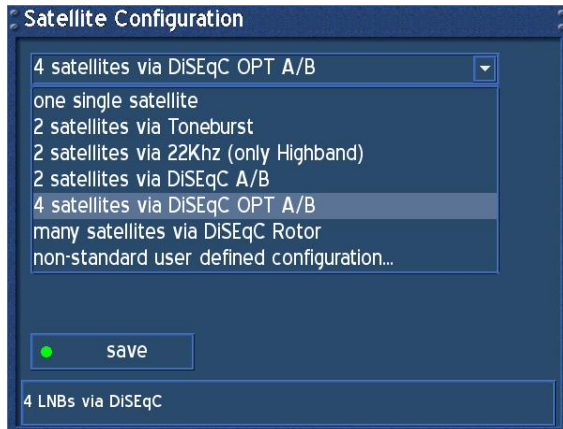 Satellite Configuration
4 satellites via DiSEqC OPT A/B
one single satellite
2 satellites via Toneburst
2 satellites via 22Khz (only Highband)
2 satellites via DiSEqC A/B
4 satellites via DiSEqC OPT A/B
many satellites via DiSEqC Rotor
non-standard user defined configuration...
save
4 LNBs via DiSEqC